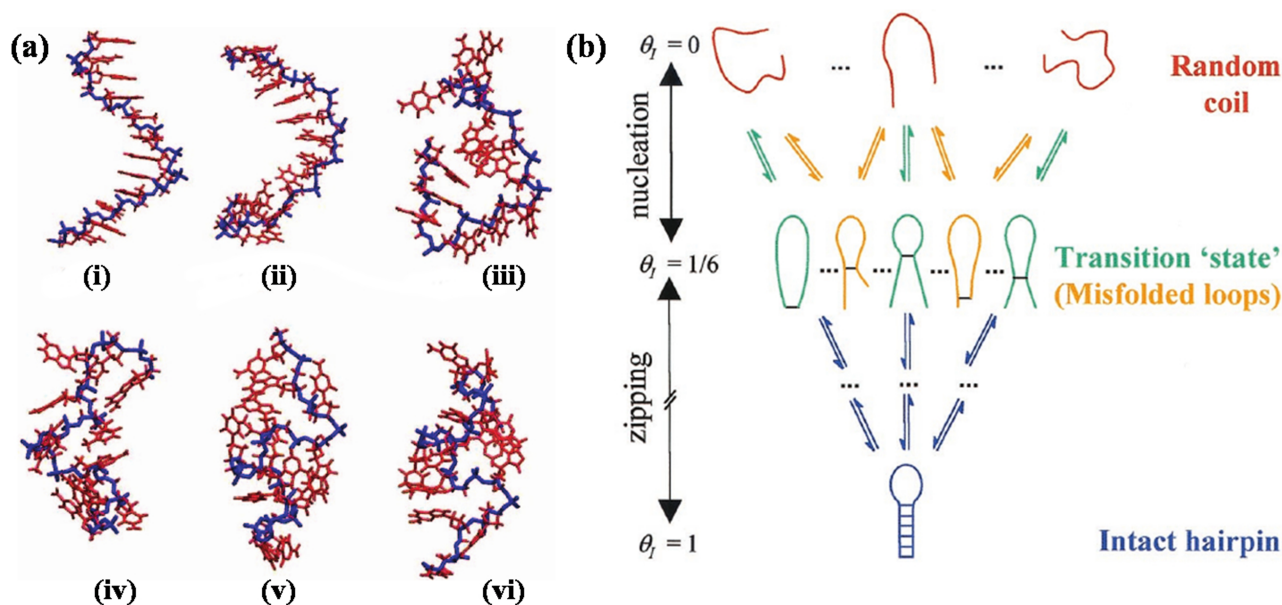 (a)
(i)
(ii)
(iii)
(iv)
(v)
(vi)
(b)
θI = 0
... ...
Random
coil
nucleation
θI = 1/6
... ... ... ...
Transition ‘state’
(Misfolded loops)
zipping
... ... ...
θI = 1
Intact hairpin